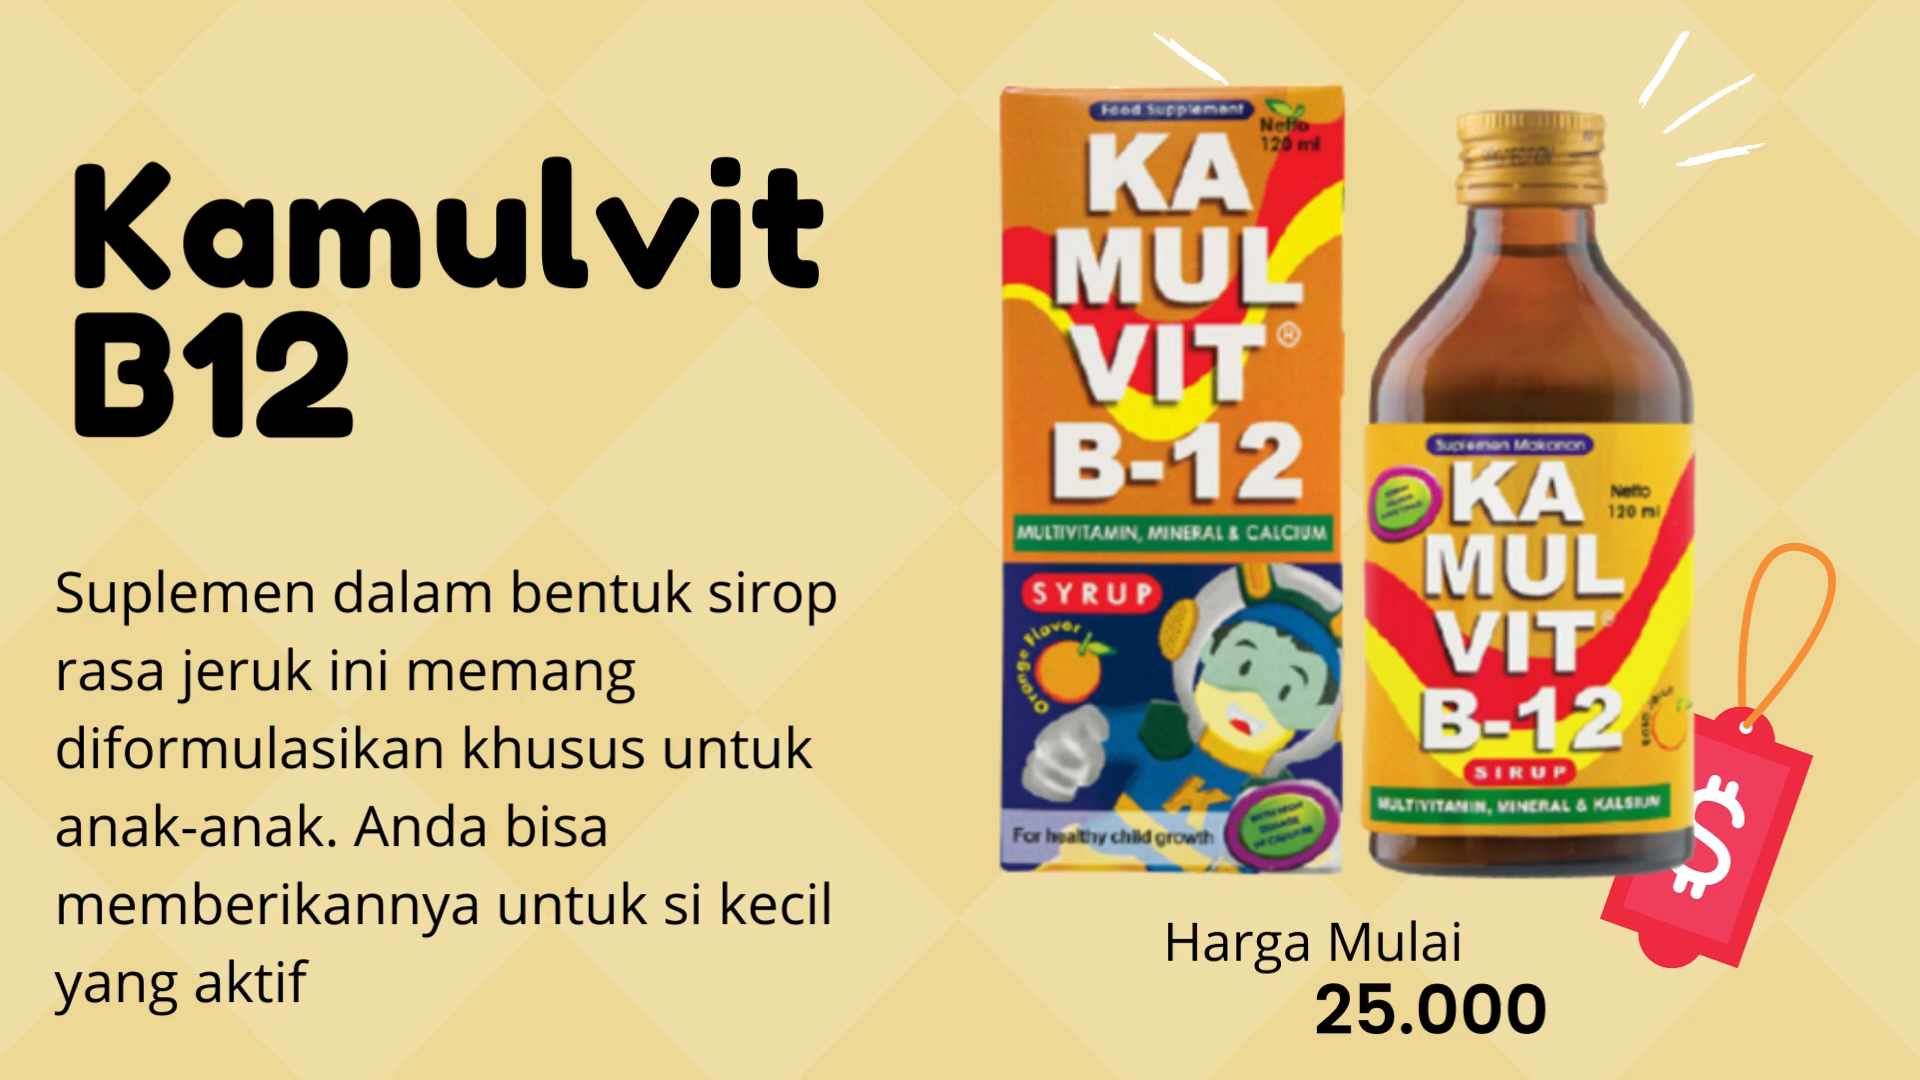 Kamulvit
B12
Suplemen dalam bentuk sirop
rasa jeruk ini memang
diformulasikan khusus untuk
anak-anak. Anda bisa
memberikannya untuk si kecil
yang aktif
Food Supplement
Netto
120 ml
KA
MUL
VIT®
B-12
MULTIVITAMIN, MINERAL & CALCIUM
SYRUP
Orange Flavor
K
For healthy child growth
Suplemen Makanan
KA
Netto
120 ml
MUL
VIT®
B-12
SIRUP
MULTIVITAMIN, MINERAL & KALSIUM
$
Harga Mulai
25.000